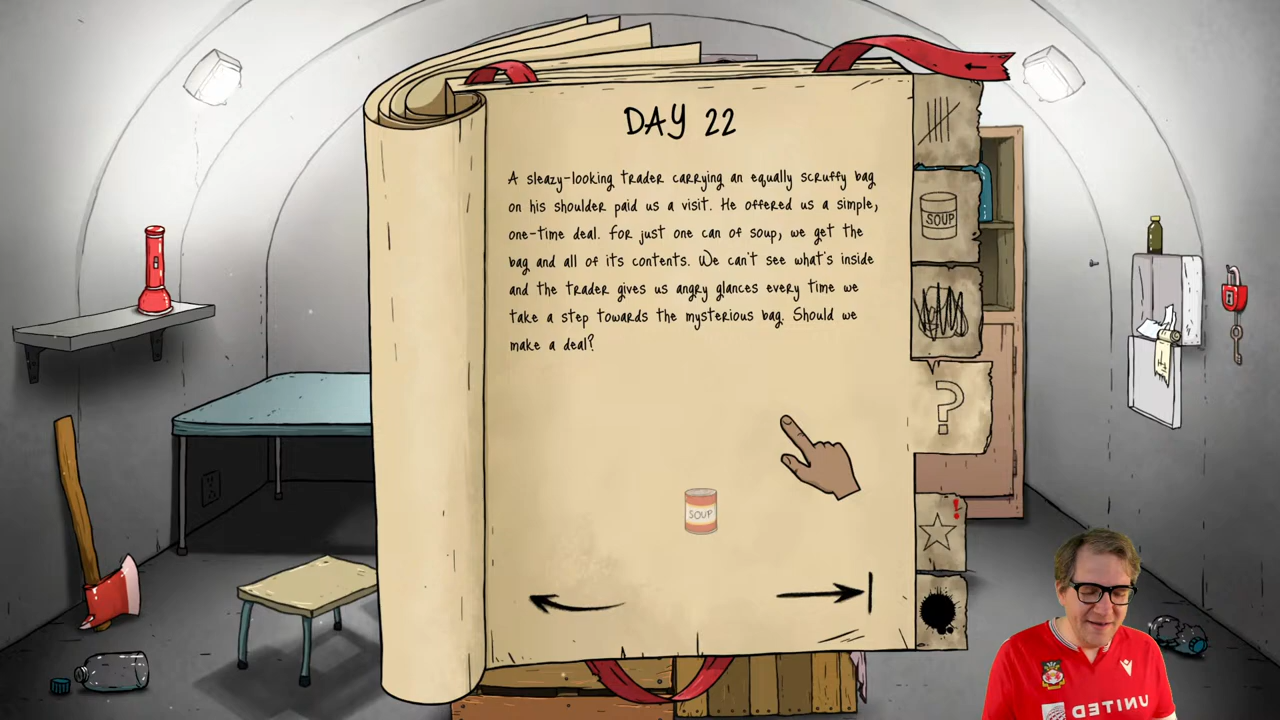 DAY 22
A sleazy-looking trader carrying an equally scruffy bag
on his shoulder paid us a visit. He offered us a simple,
one-time deal. For just one can of soup, we get the
bag and all of its contents. We can't see what's inside
and the trader gives us angry glances every time we
take a step towards the mysterious bag. Should we
make a deal?
SOUP
SOUP
?
!
UNITED